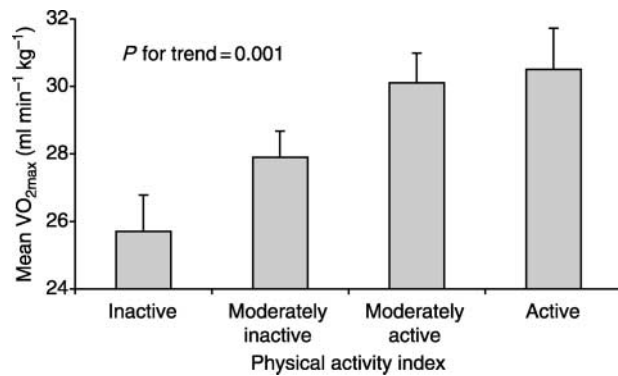 32
30
28
26
24
Mean VO₂max (ml min⁻¹ kg⁻¹)
P for trend = 0.001
Inactive
Moderately
inactive
Moderately
active
Active
Physical activity index